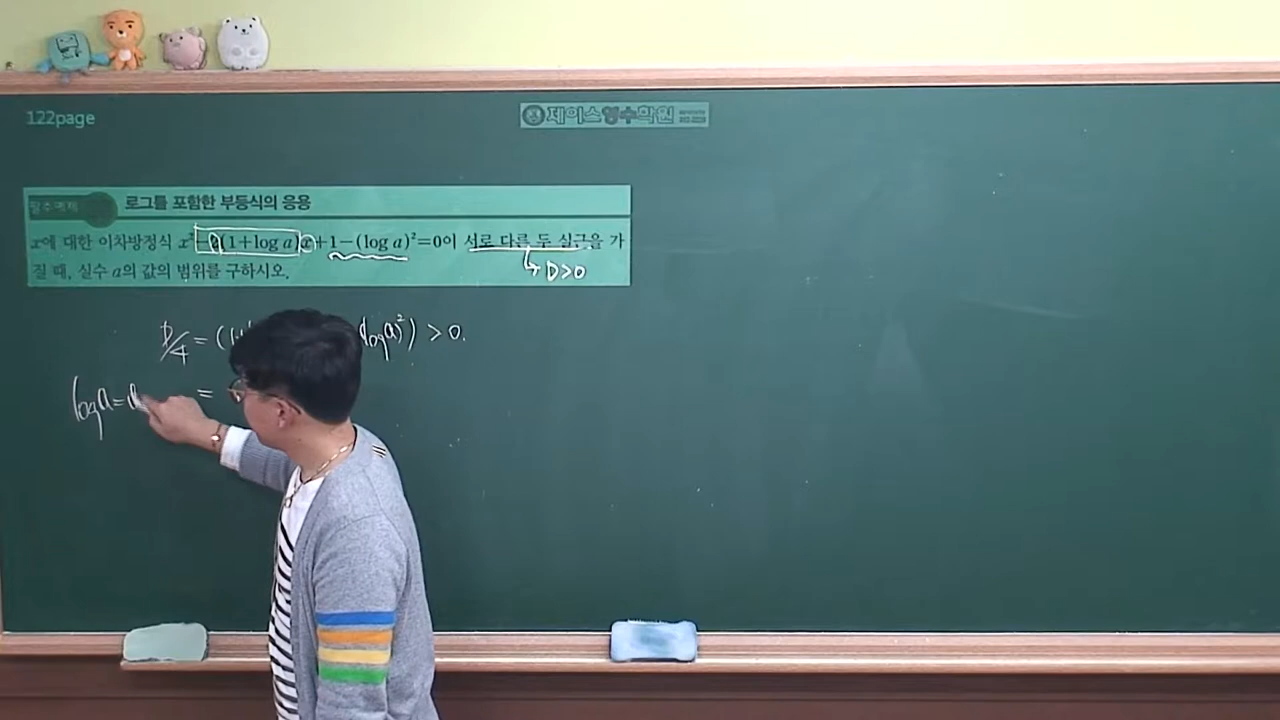 122page
제이스영수학원
필수예제 로그를 포함한 부등식의 응용
x에 대한 이차방정식 x²-2(1+log a)x+1-(log a)²=0이 서로 다른 두 실근을 가
질 때, 실수 a의 값의 범위를 구하시오.
D>0
D/4 = (1+ log a)²) > 0.
log a = =